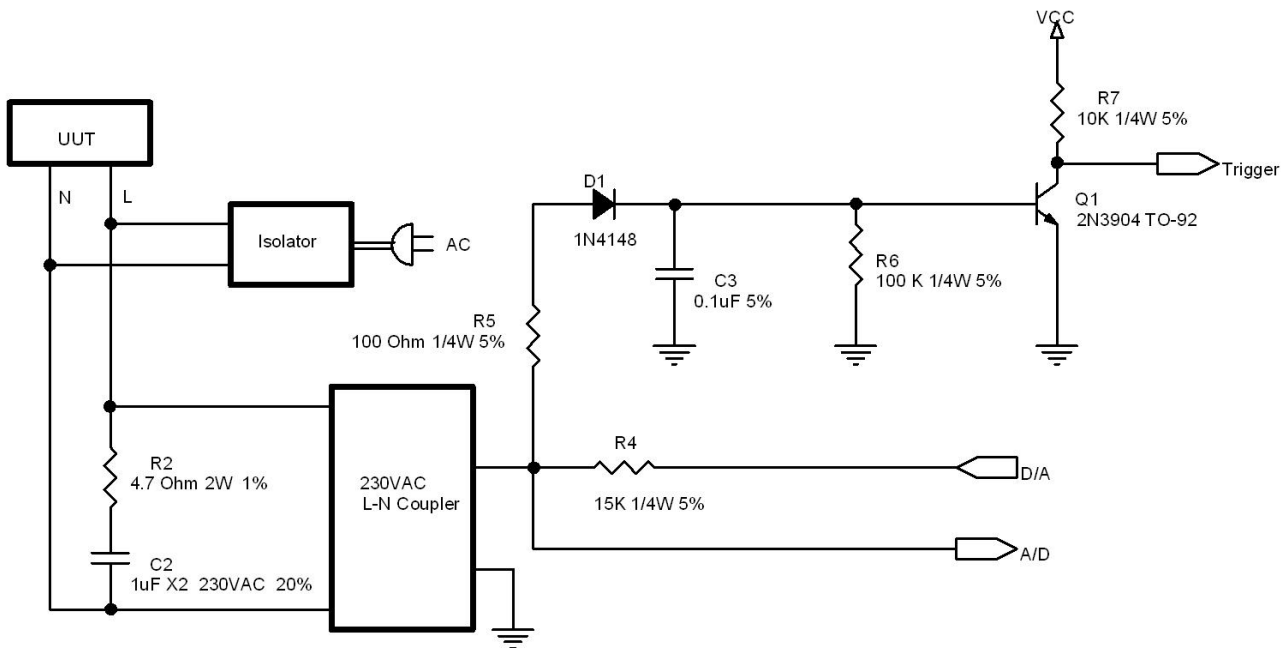 VCC
R7
10K 1/4W 5%
UUT
N
L
D1
1N4148
Trigger
Q1
2N3904 TO-92
Isolator
AC
R6
100 K 1/4W 5%
C3
0.1uF 5%
R5
100 Ohm 1/4W 5%
R2
4.7 Ohm 2W 1%
230VAC
L-N Coupler
R4
15K 1/4W 5%
D/A
A/D
C2
1uF X2 230VAC 20%